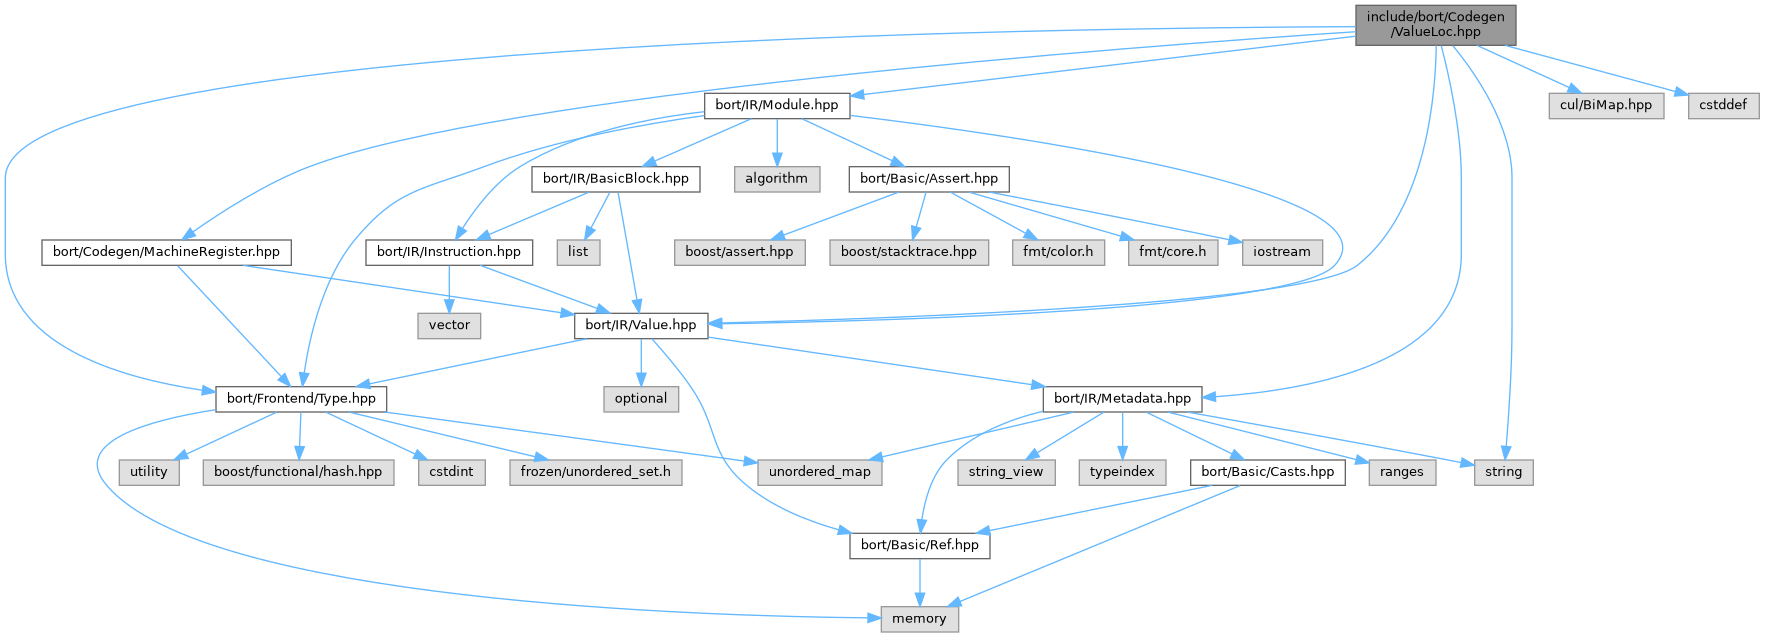 include/bort/Codegen
/ValueLoc.hpp
bort/IR/Module.hpp
cul/BiMap.hpp
cstddef
bort/IR/BasicBlock.hpp
algorithm
bort/Basic/Assert.hpp
bort/Codegen/MachineRegister.hpp
bort/IR/Instruction.hpp
list
boost/assert.hpp
boost/stacktrace.hpp
fmt/color.h
fmt/core.h
iostream
vector
bort/IR/Value.hpp
bort/Frontend/Type.hpp
optional
bort/IR/Metadata.hpp
utility
boost/functional/hash.hpp
cstdint
frozen/unordered_set.h
unordered_map
string_view
typeindex
bort/Basic/Casts.hpp
ranges
string
bort/Basic/Ref.hpp
memory